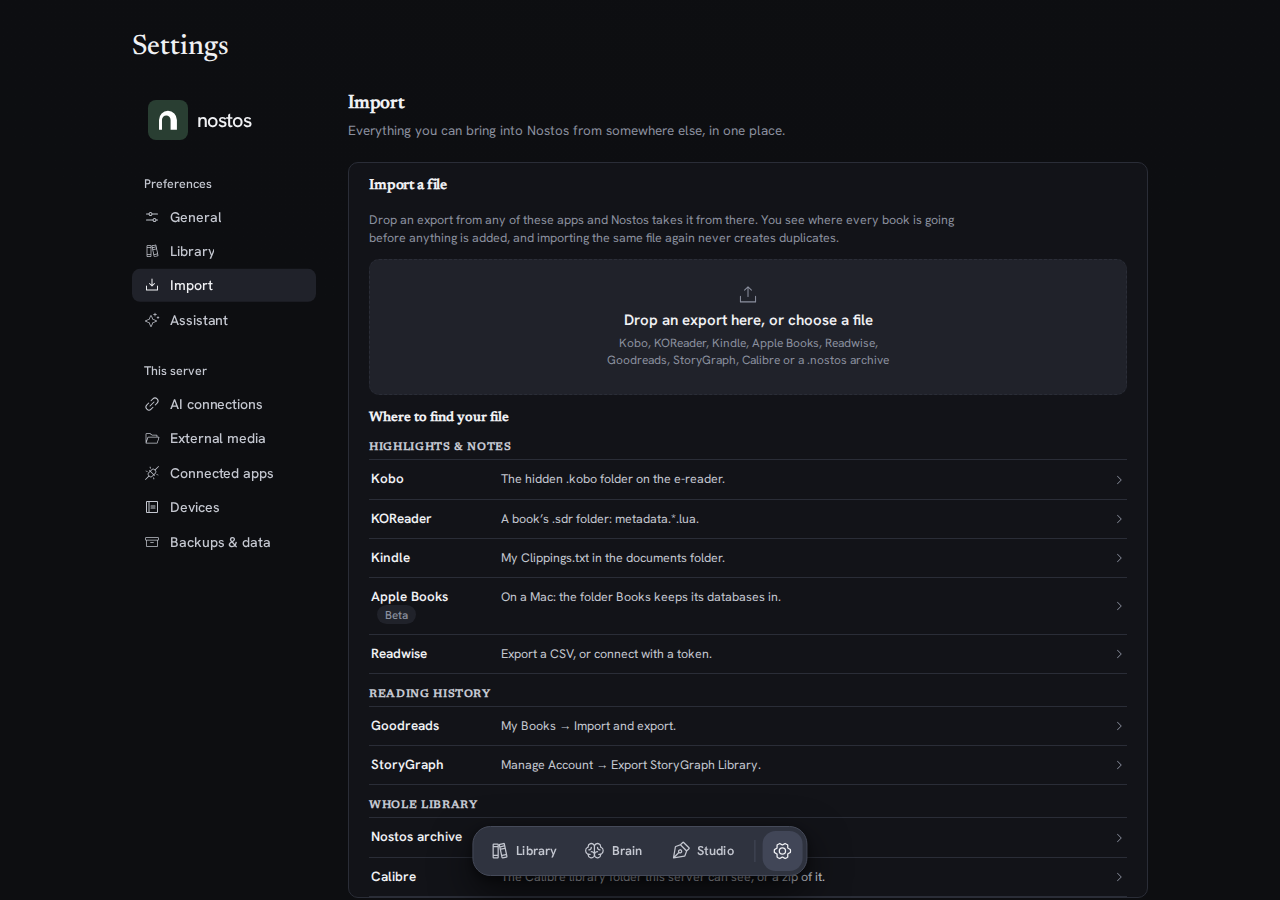 Settings
nostos
Preferences
General
Library
Import
Assistant
This server
AI connections
External media
Connected apps
Devices
Backups & data
Import
Everything you can bring into Nostos from somewhere else, in one place.
Import a file
Drop an export from any of these apps and Nostos takes it from there. You see where every book is going
before anything is added, and importing the same file again never creates duplicates.
Drop an export here, or choose a file
Kobo, KOReader, Kindle, Apple Books, Readwise,
Goodreads, StoryGraph, Calibre or a .nostos archive
Where to find your file
HIGHLIGHTS & NOTES
Kobo The hidden .kobo folder on the e-reader.
KOReader A book’s .sdr folder: metadata.*.lua.
Kindle My Clippings.txt in the documents folder.
Apple Books On a Mac: the folder Books keeps its databases in.
Beta
Readwise Export a CSV, or connect with a token.
READING HISTORY
Goodreads My Books → Import and export.
StoryGraph Manage Account → Export StoryGraph Library.
WHOLE LIBRARY
Nostos archive
Calibre The Calibre library folder this server can see, or a zip of it.
Library Brain Studio